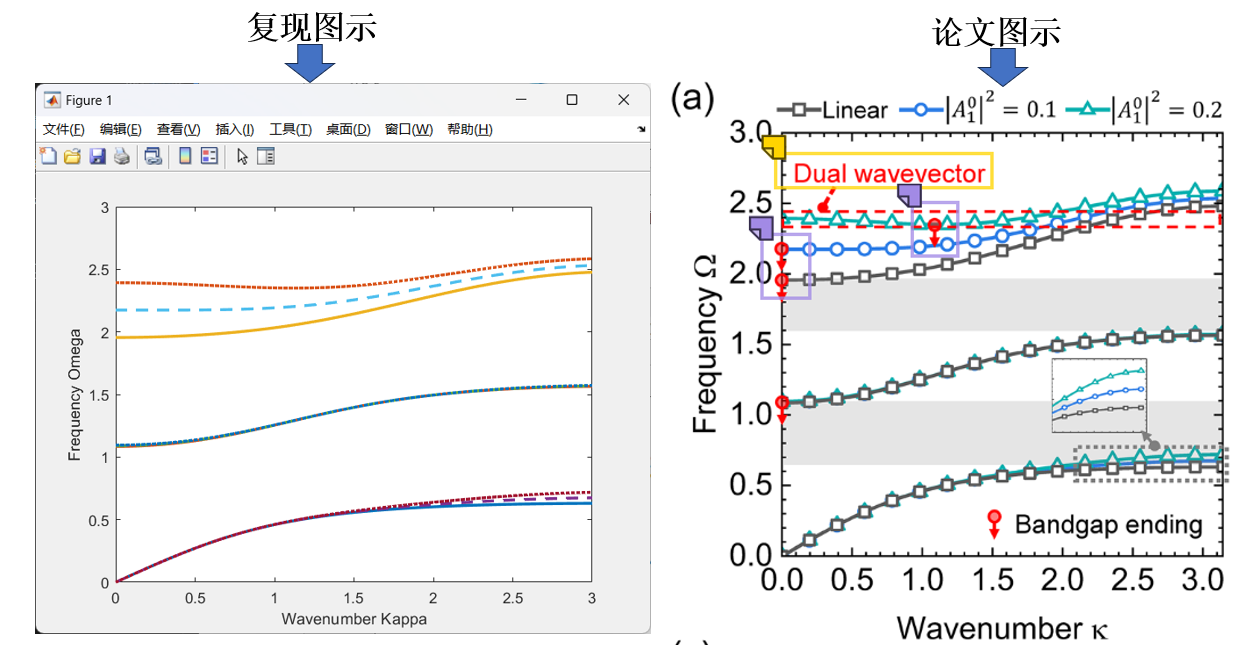 复现图示
论文图示
Figure 1
文件(F) 编辑(E) 查看(V) 插入(I) 工具(T) 桌面(D) 窗口(W) 帮助(H)
3
2.5
2
1.5
1
0.5
0
Frequency Omega
0 0.5 1 1.5 2 2.5 3
Wavenumber Kappa
(a)
Linear |A₁⁰|² = 0.1 |A₁⁰|² = 0.2
3.0
Dual wavevector
2.5
2.0
1.5
1.0
0.5
0.0
Frequency Ω
Bandgap ending
0.0 0.5 1.0 1.5 2.0 2.5 3.0
Wavenumber κ